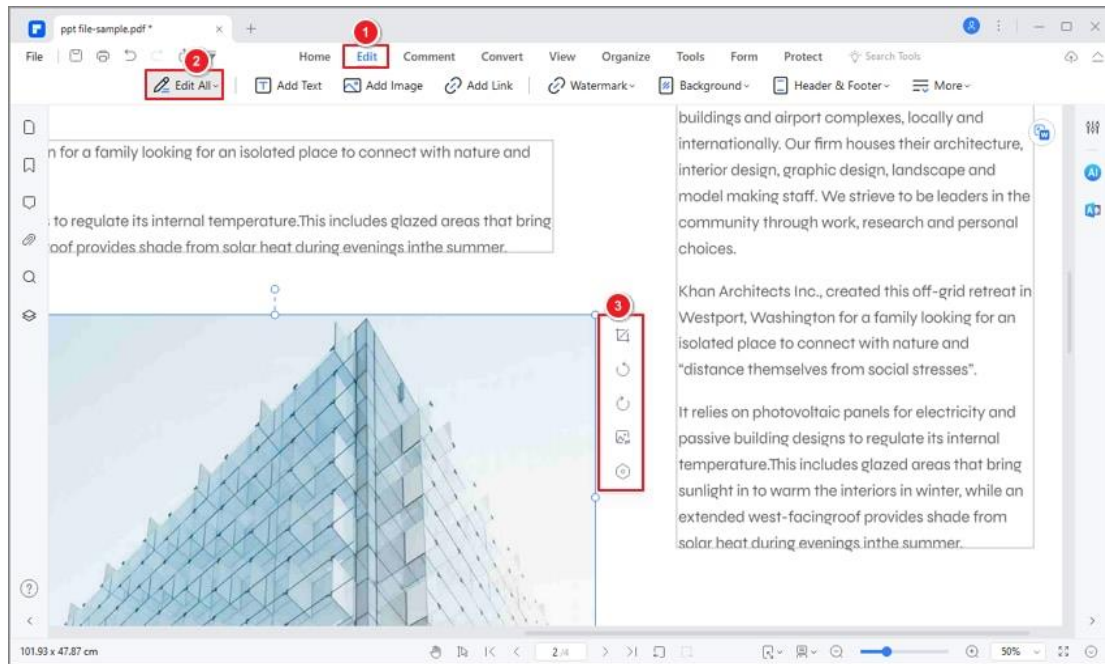 ppt file-sample.pdf *
1
File
Home Edit Comment Convert View Organize Tools Form Protect Search Tools
2
Edit All Add Text Add Image Add Link Watermark Background Header & Footer More
n for a family looking for an isolated place to connect with nature and
to regulate its internal temperature.This includes glazed areas that bring
oof provides shade from solar heat during evenings inthe summer.
buildings and airport complexes, locally and
internationally. Our firm houses their architecture,
interior design, graphic design, landscape and
model making staff. We strieve to be leaders in the
community through work, research and personal
choices.
Khan Architects Inc., created this off-grid retreat in
Westport, Washington for a family looking for an
isolated place to connect with nature and
“distance themselves from social stresses”.
It relies on photovoltaic panels for electricity and
passive building designs to regulate its internal
temperature.This includes glazed areas that bring
sunlight in to warm the interiors in winter, while an
extended west-facingroof provides shade from
solar heat during evenings inthe summer.
3
W
AI
101.93 x 47.87 cm
2 /4
50%